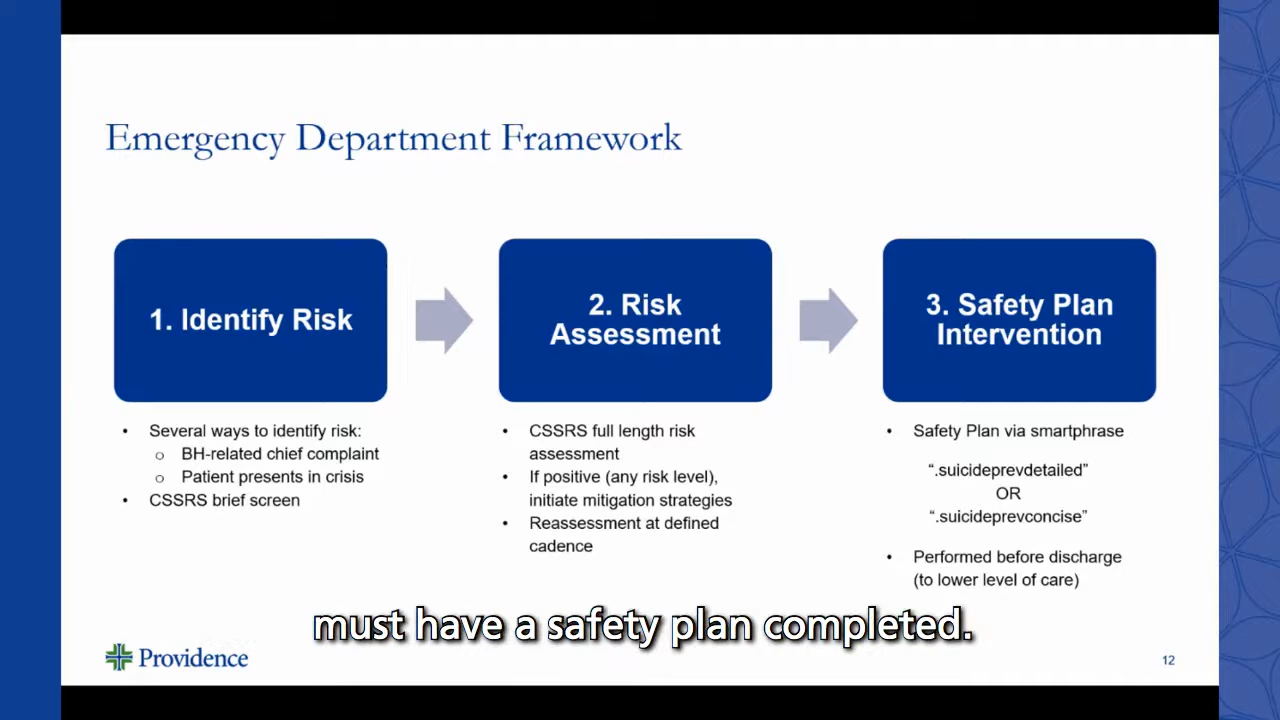 Emergency Department Framework
1. Identify Risk
• Several ways to identify risk:
o BH-related chief complaint
o Patient presents in crisis
• CSSRS brief screen
2. Risk
Assessment
• CSSRS full length risk
assessment
• If positive (any risk level),
initiate mitigation strategies
• Reassessment at defined
cadence
3. Safety Plan
Intervention
• Safety Plan via smartphrase
“.suicideprevdetailed”
OR
“.suicideprevconcise”
• Performed before discharge
(to lower level of care)
must have a safety plan completed.
Providence
12